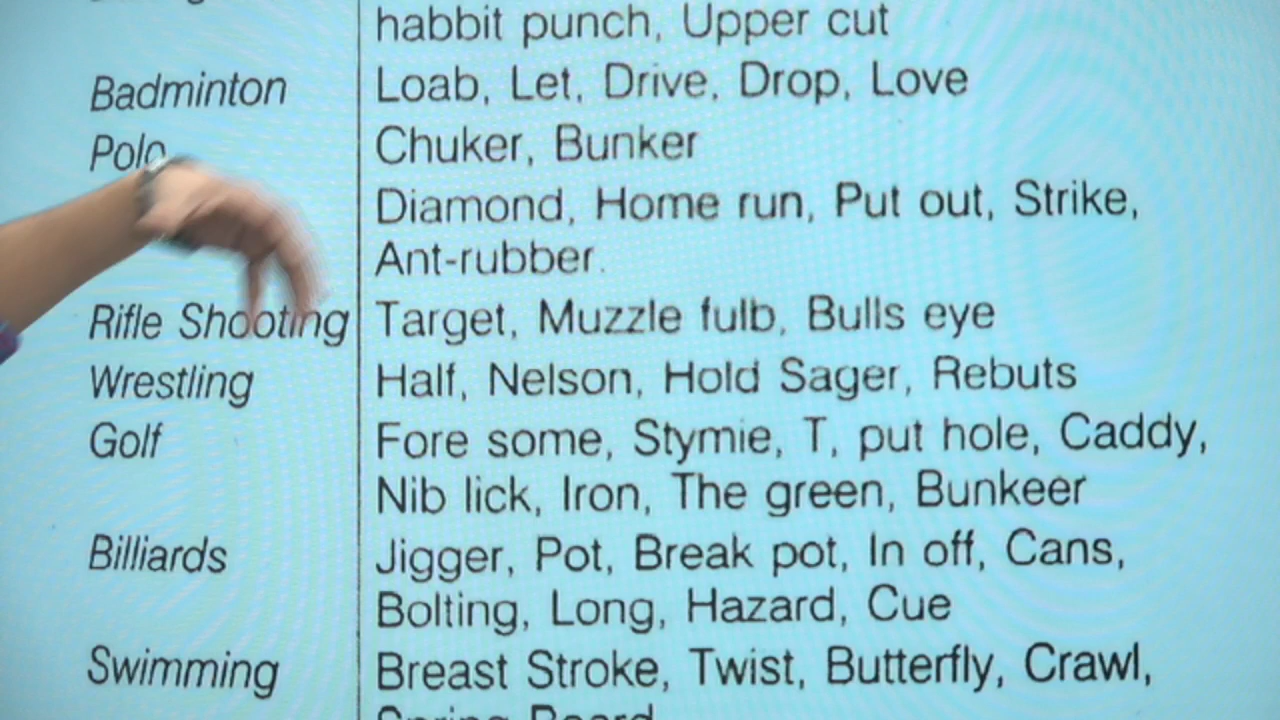 habbit punch, Upper cut
Badminton Loab, Let, Drive, Drop, Love
Polo Chuker, Bunker
Diamond, Home run, Put out, Strike,
Ant-rubber.
Rifle Shooting Target, Muzzle fulb, Bulls eye
Wrestling Half, Nelson, Hold Sager, Rebuts
Golf Fore some, Stymie, T, put hole, Caddy,
Nib lick, Iron, The green, Bunkeer
Billiards Jigger, Pot, Break pot, In off, Cans,
Bolting, Long, Hazard, Cue
Swimming Breast Stroke, Twist, Butterfly, Crawl,